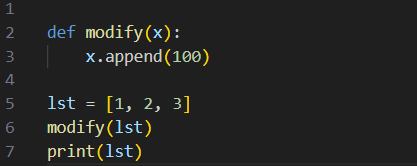 1
2 def modify(x):
3     x.append(100)
4
5 lst = [1, 2, 3]
6 modify(lst)
7 print(lst)